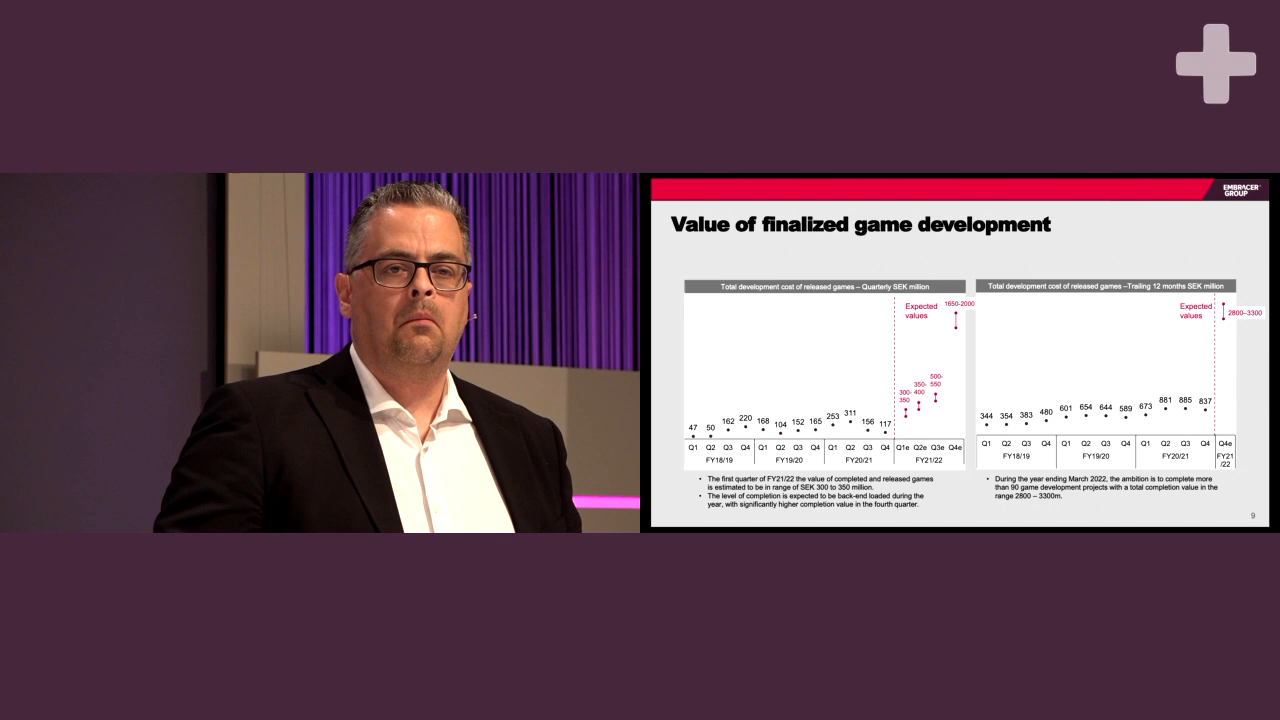 EMBRACER
GROUP
Value of finalized game development
Total development cost of released games – Quarterly SEK million
Expected
values
1650-2000
500-
550
350-
400
300-
350
47 50 162 220 168 104 152 165 253 311 156 117
Q1 Q2 Q3 Q4 Q1 Q2 Q3 Q4 Q1 Q2 Q3 Q4 Q1e Q2e Q3e Q4e
FY18/19 FY19/20 FY20/21 FY21/22
• The first quarter of FY21/22 the value of completed and released games
is estimated to be in range of SEK 300 to 350 million.
• The level of completion is expected to be back-end loaded during the
year, with significantly higher completion value in the fourth quarter.
Total development cost of released games –Trailing 12 months SEK million
Expected
values
2800–3300
344 354 383 480 601 654 644 589 673 881 885 837
Q1 Q2 Q3 Q4 Q1 Q2 Q3 Q4 Q1 Q2 Q3 Q4 Q4e
FY18/19 FY19/20 FY20/21 FY21
/22
• During the year ending March 2022, the ambition is to complete more
than 90 game development projects with a total completion value in the
range 2800 – 3300m.
9